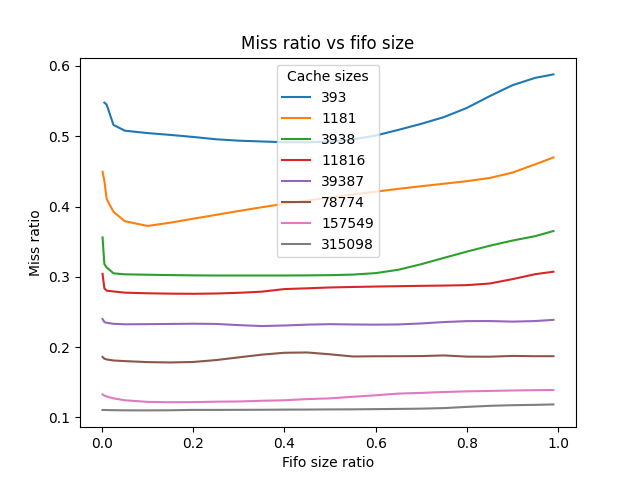 Miss ratio vs fifo size
0.6
0.5
0.4
0.3
0.2
0.1
Miss ratio
Cache sizes
393
1181
3938
11816
39387
78774
157549
315098
0.0 0.2 0.4 0.6 0.8 1.0
Fifo size ratio